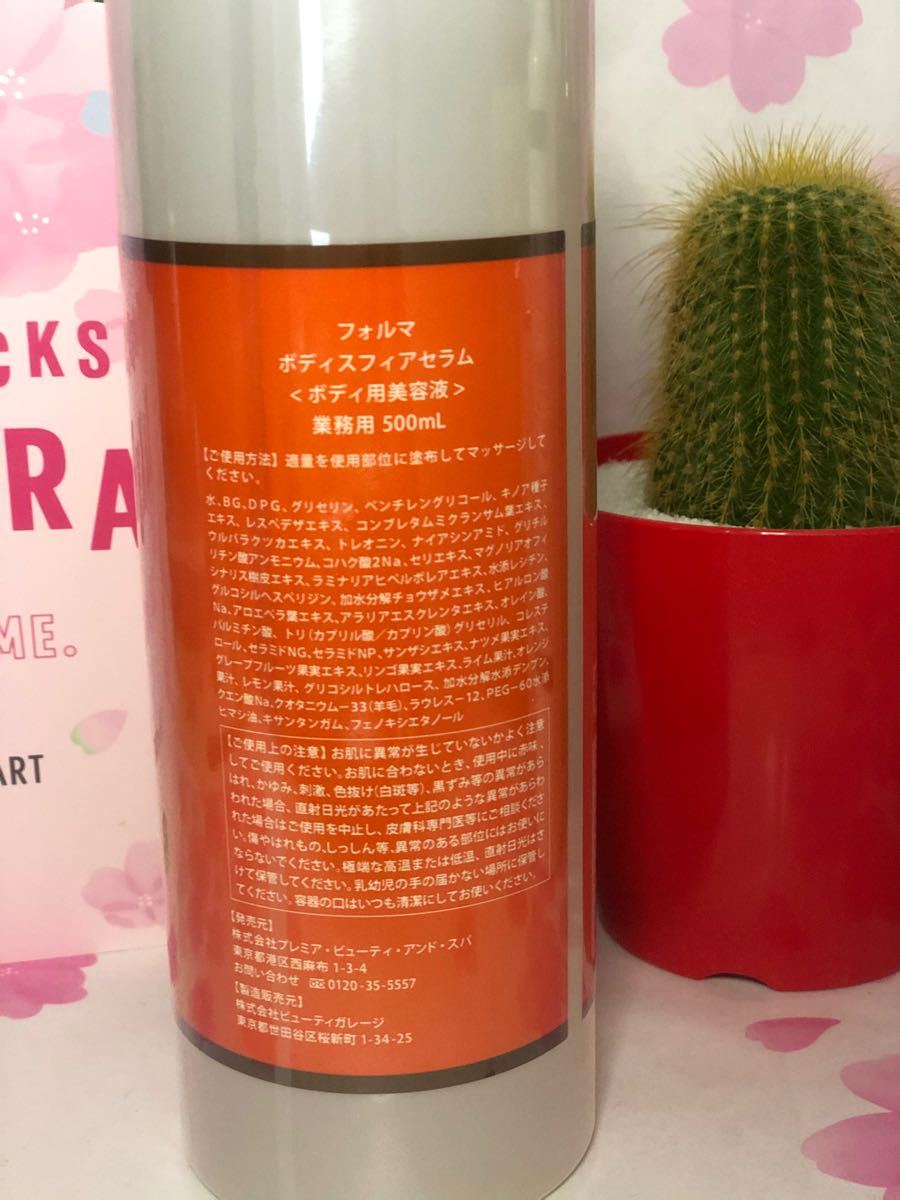 CKS
RA
ME.
ART
フォルマ
ボディスフィアセラム
<ボディ用美容液>
業務用 500mL
【ご使用方法】適量を使用部位に塗布してマッサージして
ください。
水、BG、DPG、グリセリン、ペンチレングリコール、キノア種子
エキス、レスペデザエキス、コンブレタムミクランサム葉エキス、
ウルバラクツカエキス、トレオニン、ナイアシンアミド、グリチル
リチン酸アンモニウム、コハク酸2Na、セリエキス、マグノリアオフィ
シナリス樹皮エキス、ラミナリアヒペルボレアエキス、水添レシチン、
グルコシルヘスペリジン、加水分解チョウザメエキス、ヒアルロン酸
Na、アロエベラ葉エキス、アラリアエスクレンタエキス、オレイン酸、
パルミチン酸、トリ(カプリル酸/カプリン酸)グリセリル、コレステ
ロール、セラミドNG、セラミドNP、サンザシエキス、ナツメ果実エキス、
グレープフルーツ果実エキス、リンゴ果実エキス、ライム果汁、オレンジ
果汁、レモン果汁、グリコシルトレハロース、加水分解水添デンプン、
クエン酸Na、クオタニウム-33(羊毛)、ラウレス-12、PEG-60水添
ヒマシ油、キサンタンガム、フェノキシエタノール
【ご使用上の注意】お肌に異常が生じていないかよく注意
してご使用ください。お肌に合わないとき、使用中に赤味、
はれ、かゆみ、刺激、色抜け(白斑等)、黒ずみ等の異常があら
われた場合、直射日光があたって上記のような異常があらわ
れた場合はご使用を中止し、皮膚科専門医等にご相談くださ
い。傷やはれもの、しっしん等、異常のある部位にはお使いに
ならないでください。極端な高温または低温、直射日光はさ
けて保管してください。乳幼児の手の届かない場所に保管し
てください。容器の口はいつも清潔にしてお使いください。
【発売元】
株式会社プレミア・ビューティ・アンド・スパ
東京都港区西麻布 1-3-4
お問い合わせ 0120-35-5557
【製造販売元】
株式会社ビューティガレージ
東京都世田谷区桜新町 1-34-25